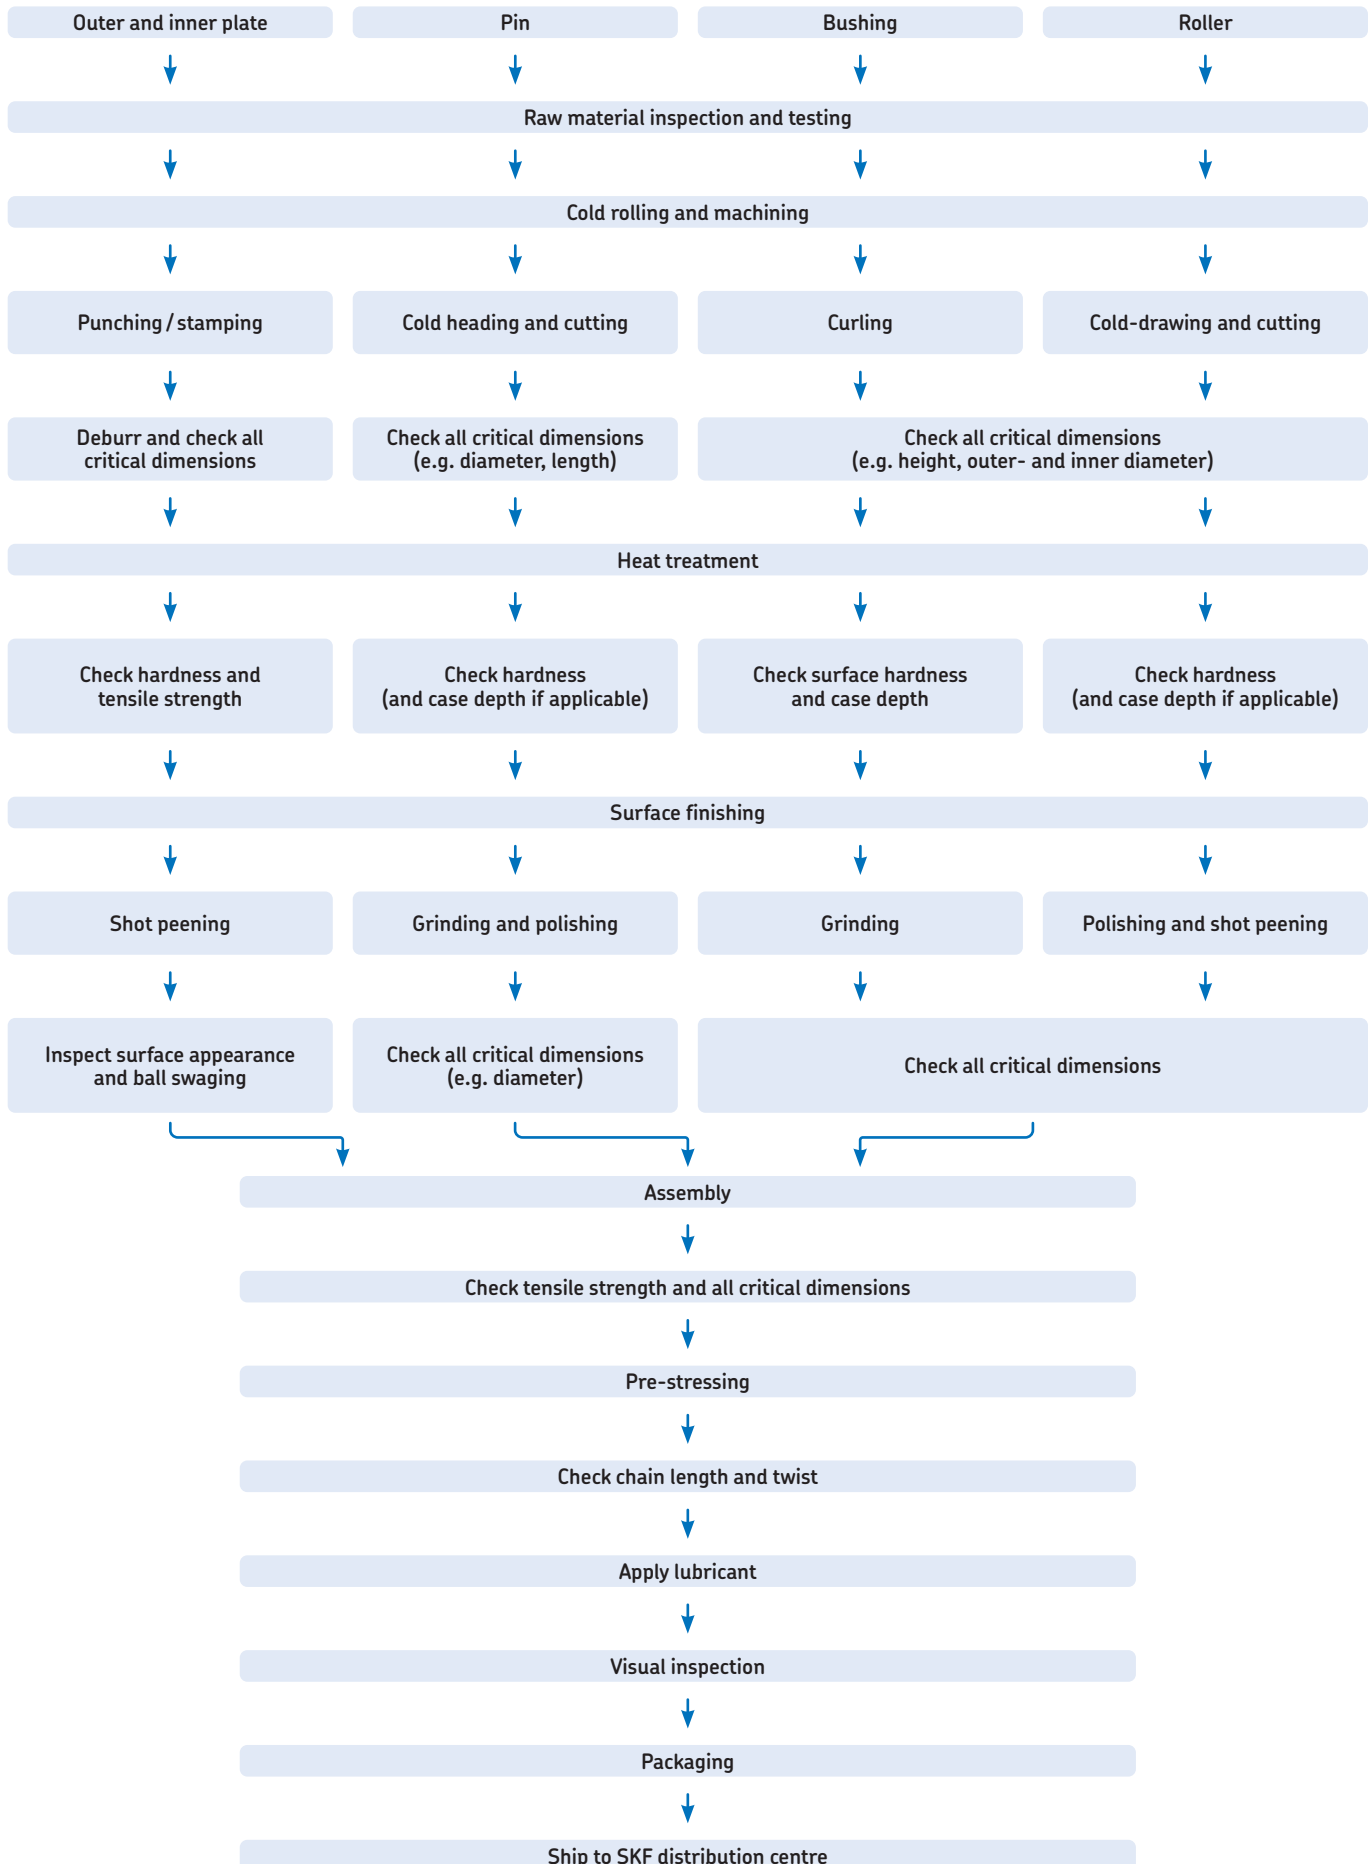 Outer and inner plate
Pin
Bushing
Roller
Raw material inspection and testing
Cold rolling and machining
Punching / stamping
Cold heading and cutting
Curling
Cold-drawing and cutting
Deburr and check all
critical dimensions
Check all critical dimensions
(e.g. diameter, length)
Check all critical dimensions
(e.g. height, outer- and inner diameter)
Heat treatment
Check hardness and
tensile strength
Check hardness
(and case depth if applicable)
Check surface hardness
and case depth
Check hardness
(and case depth if applicable)
Surface finishing
Shot peening
Grinding and polishing
Grinding
Polishing and shot peening
Inspect surface appearance
and ball swaging
Check all critical dimensions
(e.g. diameter)
Check all critical dimensions
Assembly
Check tensile strength and all critical dimensions
Pre-stressing
Check chain length and twist
Apply lubricant
Visual inspection
Packaging
Ship to SKF distribution centre